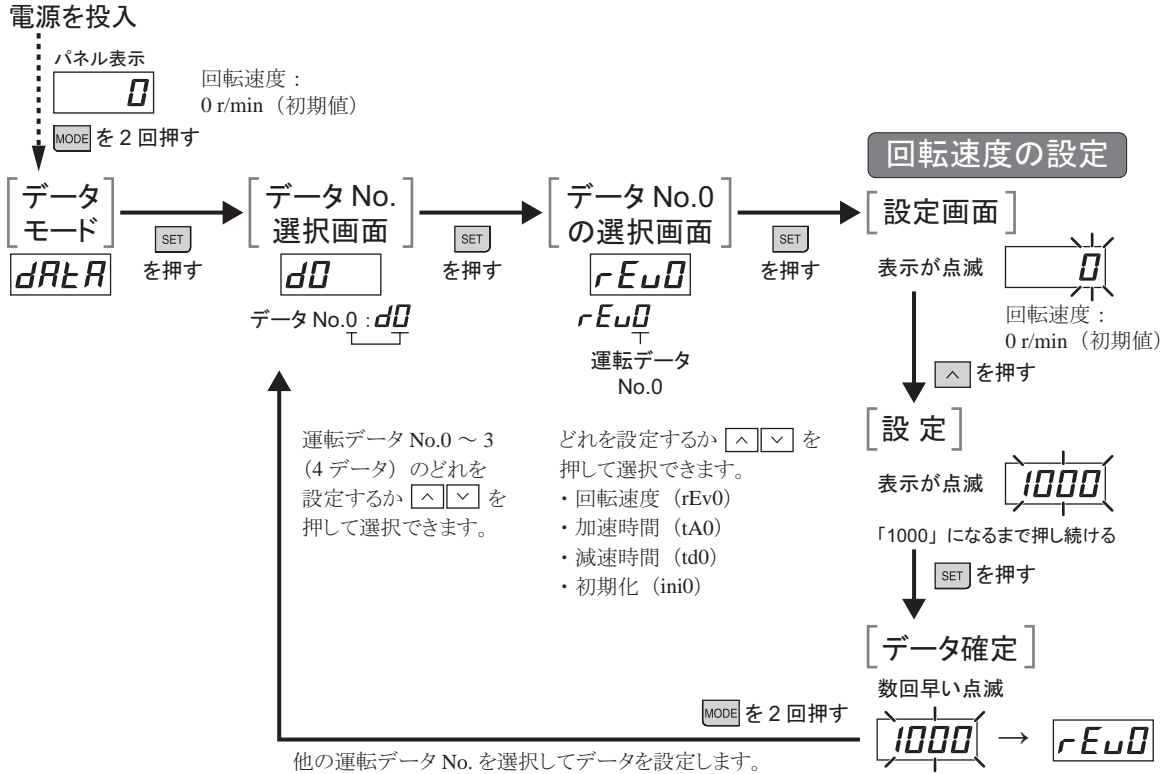 電源を投入
パネル表示
0
回転速度：
0 r/min（初期値）
MODE を 2 回押す
データ
モード
dAtA
SET
を押す
データ No.
選択画面
d0
データ No.0 : d0
SET
を押す
データ No.0
の選択画面
rEv0
rEv0
運転データ
No.0
SET
を押す
回転速度の設定
設定画面
表示が点滅
0
回転速度：
0 r/min（初期値）
^ を押す
設 定
表示が点滅
1000
「1000」になるまで押し続ける
SET を押す
データ確定
数回早い点滅
1000 → rEv0
運転データ No.0 ～ 3
（4 データ）のどれを
設定するか ^ v を
押して選択できます。
どれを設定するか ^ v を
押して選択できます。
・回転速度（rEv0）
・加速時間（tA0）
・減速時間（td0）
・初期化（ini0）
MODE を 2 回押す
他の運転データ No. を選択してデータを設定します。